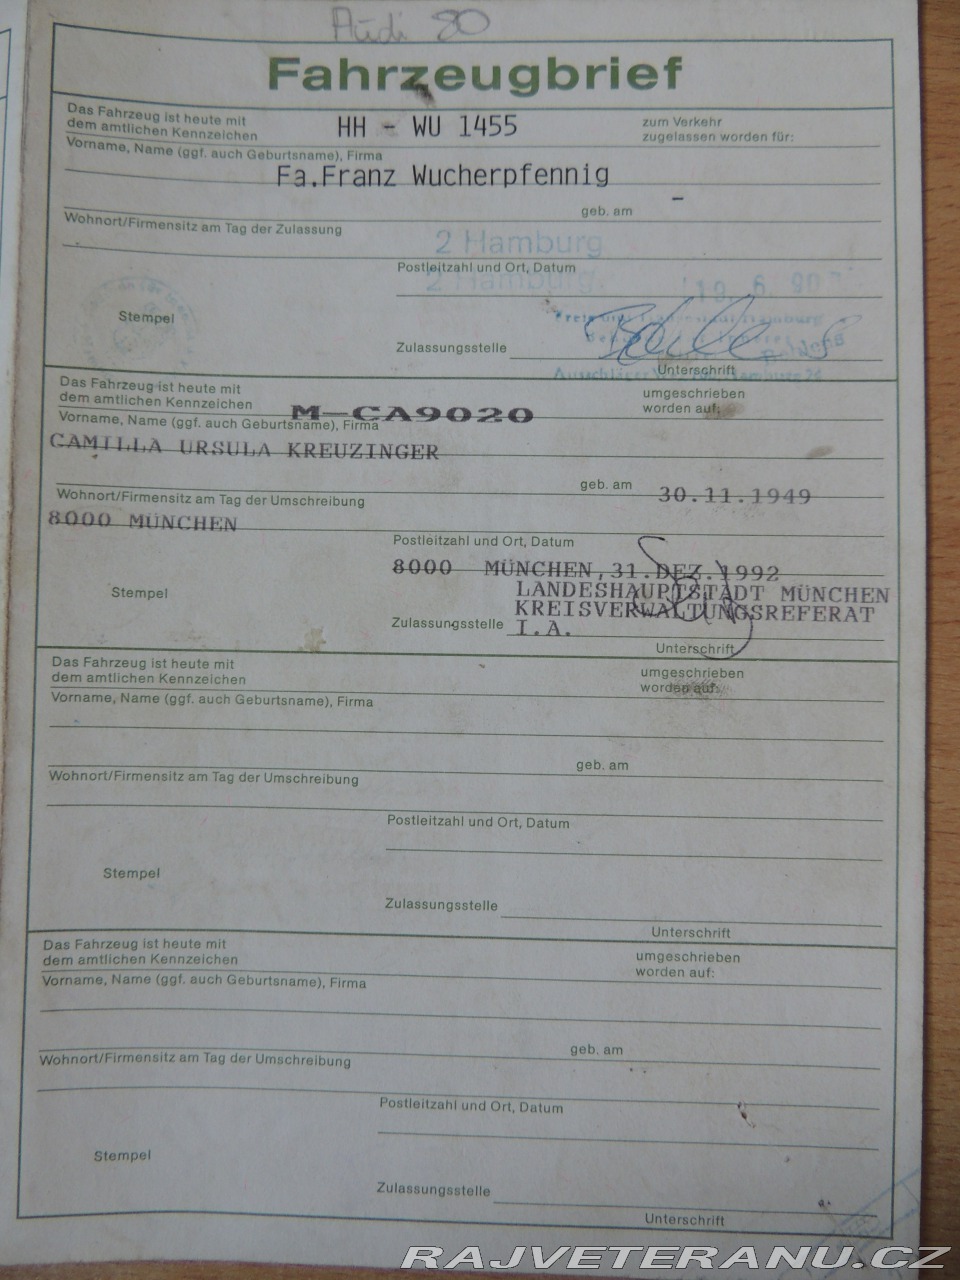 Audi 80
Fahrzeugbrief
Das Fahrzeug ist heute mit
dem amtlichen Kennzeichen
HH - WU 1455
zum Verkehr
zugelassen worden für:
Vorname, Name (ggf. auch Geburtsname), Firma
Fa.Franz Wucherpfennig
geb. am
-
Wohnort/Firmensitz am Tag der Zulassung
2 Hamburg
Postleitzahl und Ort, Datum
2 Hamburg,
19. 6. 90
Stempel
Zulassungsstelle
Unterschrift
Das Fahrzeug ist heute mit
dem amtlichen Kennzeichen
M-CA9020
umgeschrieben
worden auf:
Vorname, Name (ggf. auch Geburtsname), Firma
CAMILLA URSULA KREUZINGER
geb. am
30.11.1949
Wohnort/Firmensitz am Tag der Umschreibung
8000 MÜNCHEN
Postleitzahl und Ort, Datum
8000 MÜNCHEN,31.DEZ.1992
LANDESHAUPTSTADT MÜNCHEN
Stempel
KREISVERWALTUNGSREFERAT
Zulassungsstelle I.A.
Unterschrift
Das Fahrzeug ist heute mit
dem amtlichen Kennzeichen
umgeschrieben
worden auf:
Vorname, Name (ggf. auch Geburtsname), Firma
geb. am
Wohnort/Firmensitz am Tag der Umschreibung
Postleitzahl und Ort, Datum
Stempel
Zulassungsstelle
Unterschrift
Das Fahrzeug ist heute mit
dem amtlichen Kennzeichen
umgeschrieben
worden auf:
Vorname, Name (ggf. auch Geburtsname), Firma
geb. am
Wohnort/Firmensitz am Tag der Umschreibung
Postleitzahl und Ort, Datum
Stempel
Zulassungsstelle
Unterschrift
RAJVETERANU.CZ